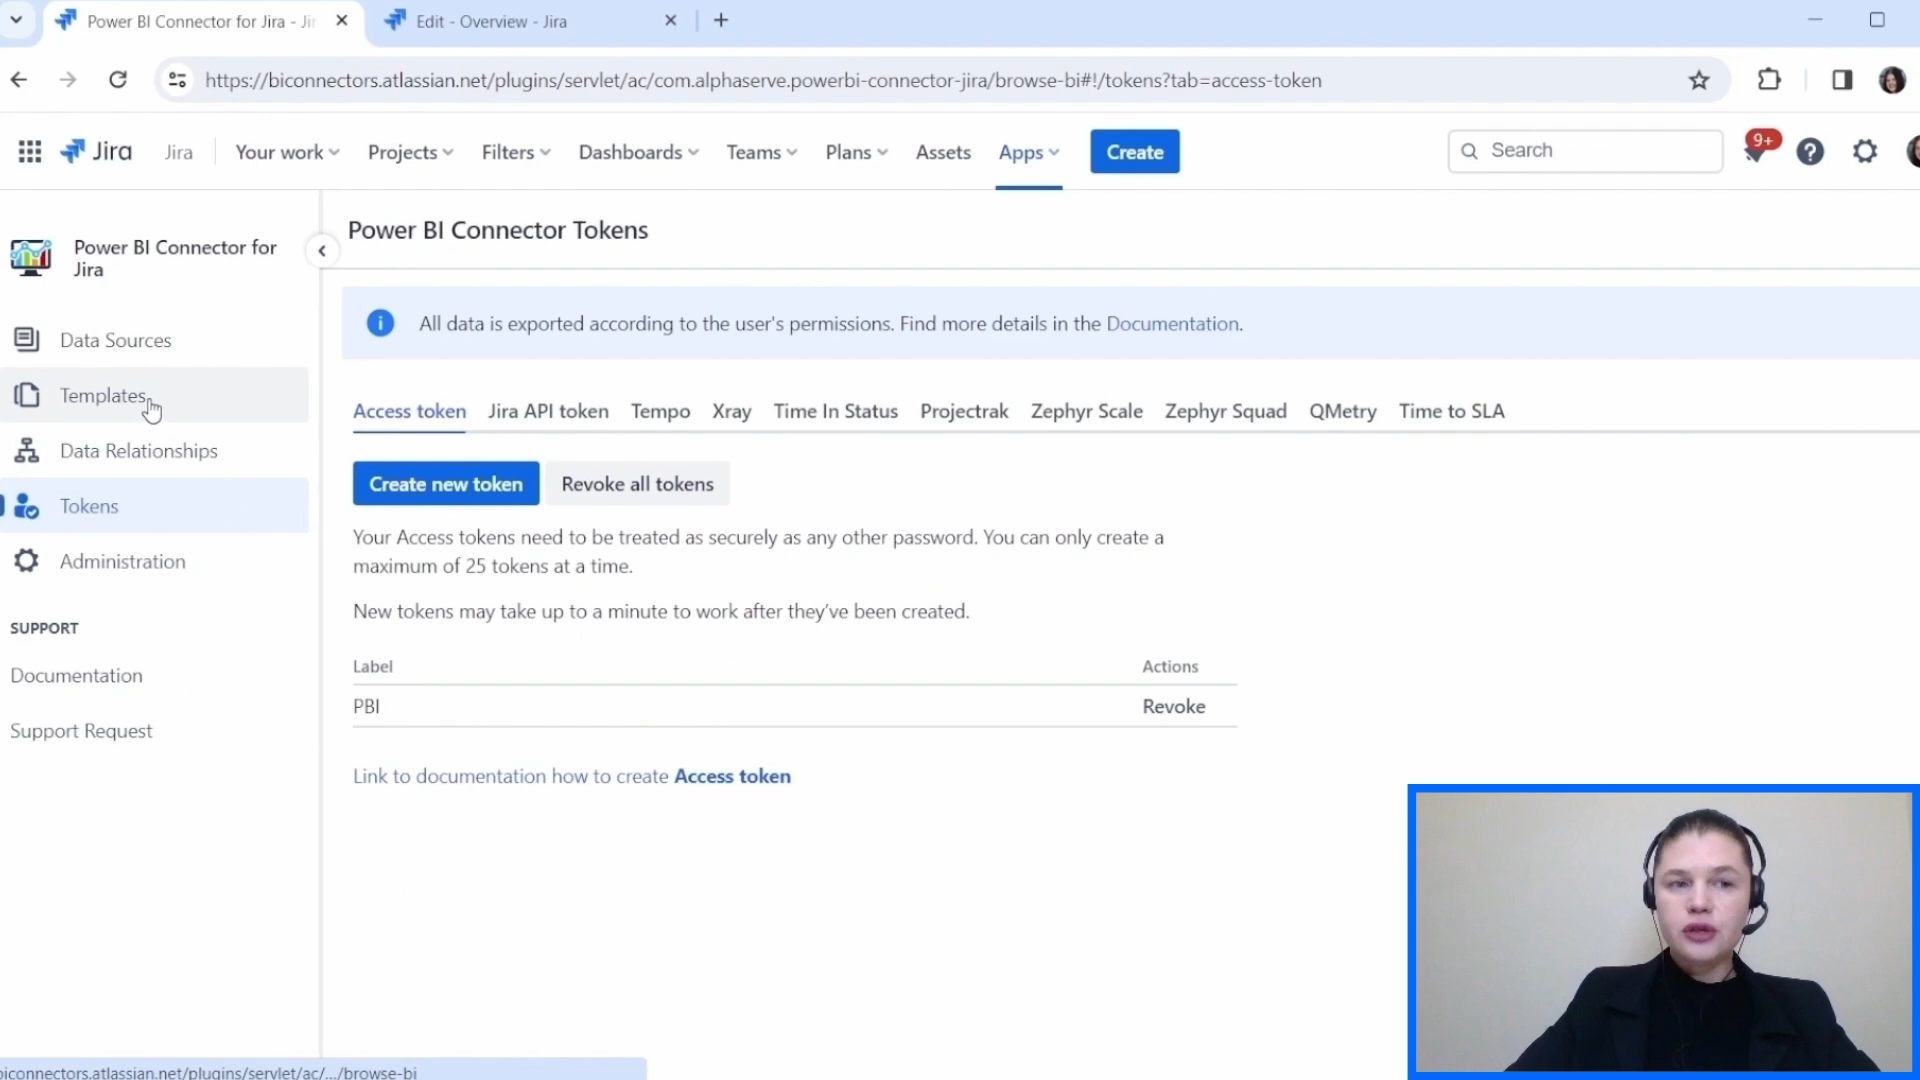 Power BI Connector for Jira - Jir
Edit - Overview - Jira
https://biconnectors.atlassian.net/plugins/servlet/ac/com.alphaserve.powerbi-connector-jira/browse-bi#!/tokens?tab=access-token
Jira
Jira
Your work
Projects
Filters
Dashboards
Teams
Plans
Assets
Apps
Create
Search
9+
Power BI Connector for
Jira
Data Sources
Templates
Data Relationships
Tokens
Administration
SUPPORT
Documentation
Support Request
Power BI Connector Tokens
All data is exported according to the user's permissions. Find more details in the Documentation.
Access token
Jira API token
Tempo
Xray
Time In Status
Projectrak
Zephyr Scale
Zephyr Squad
QMetry
Time to SLA
Create new token
Revoke all tokens
Your Access tokens need to be treated as securely as any other password. You can only create a
maximum of 25 tokens at a time.
New tokens may take up to a minute to work after they've been created.
Label
Actions
PBI
Revoke
Link to documentation how to create Access token
biconnectors.atlassian.net/plugins/servlet/ac/.../browse-bi